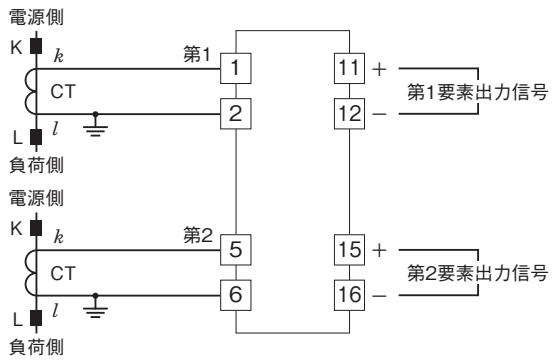 電源側
K k 第1 1 11 +
CT 第1要素出力信号
2 12 −
L l
負荷側
電源側
K k 第2 5 15 +
CT 第2要素出力信号
6 16 −
L l
負荷側